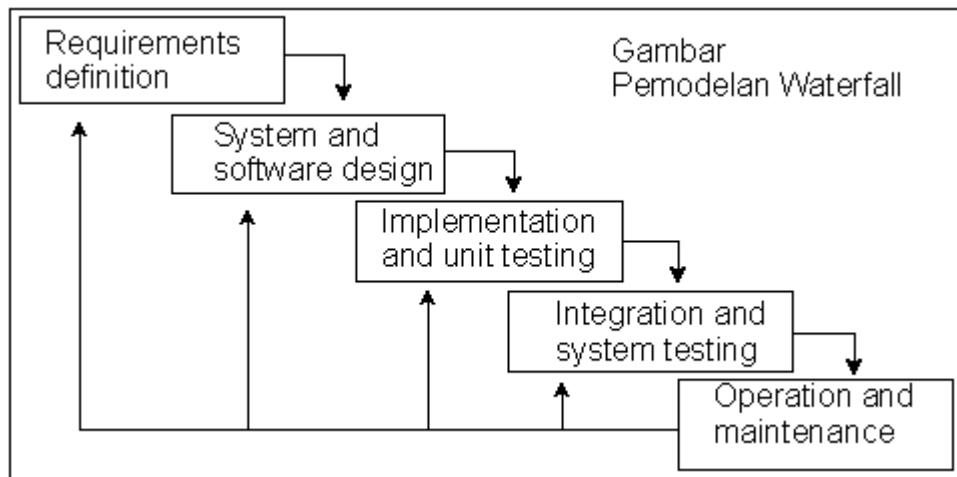 Requirements
definition
Gambar
Pemodelan Waterfall
System and
software design
Implementation
and unit testing
Integration and
system testing
Operation and
maintenance